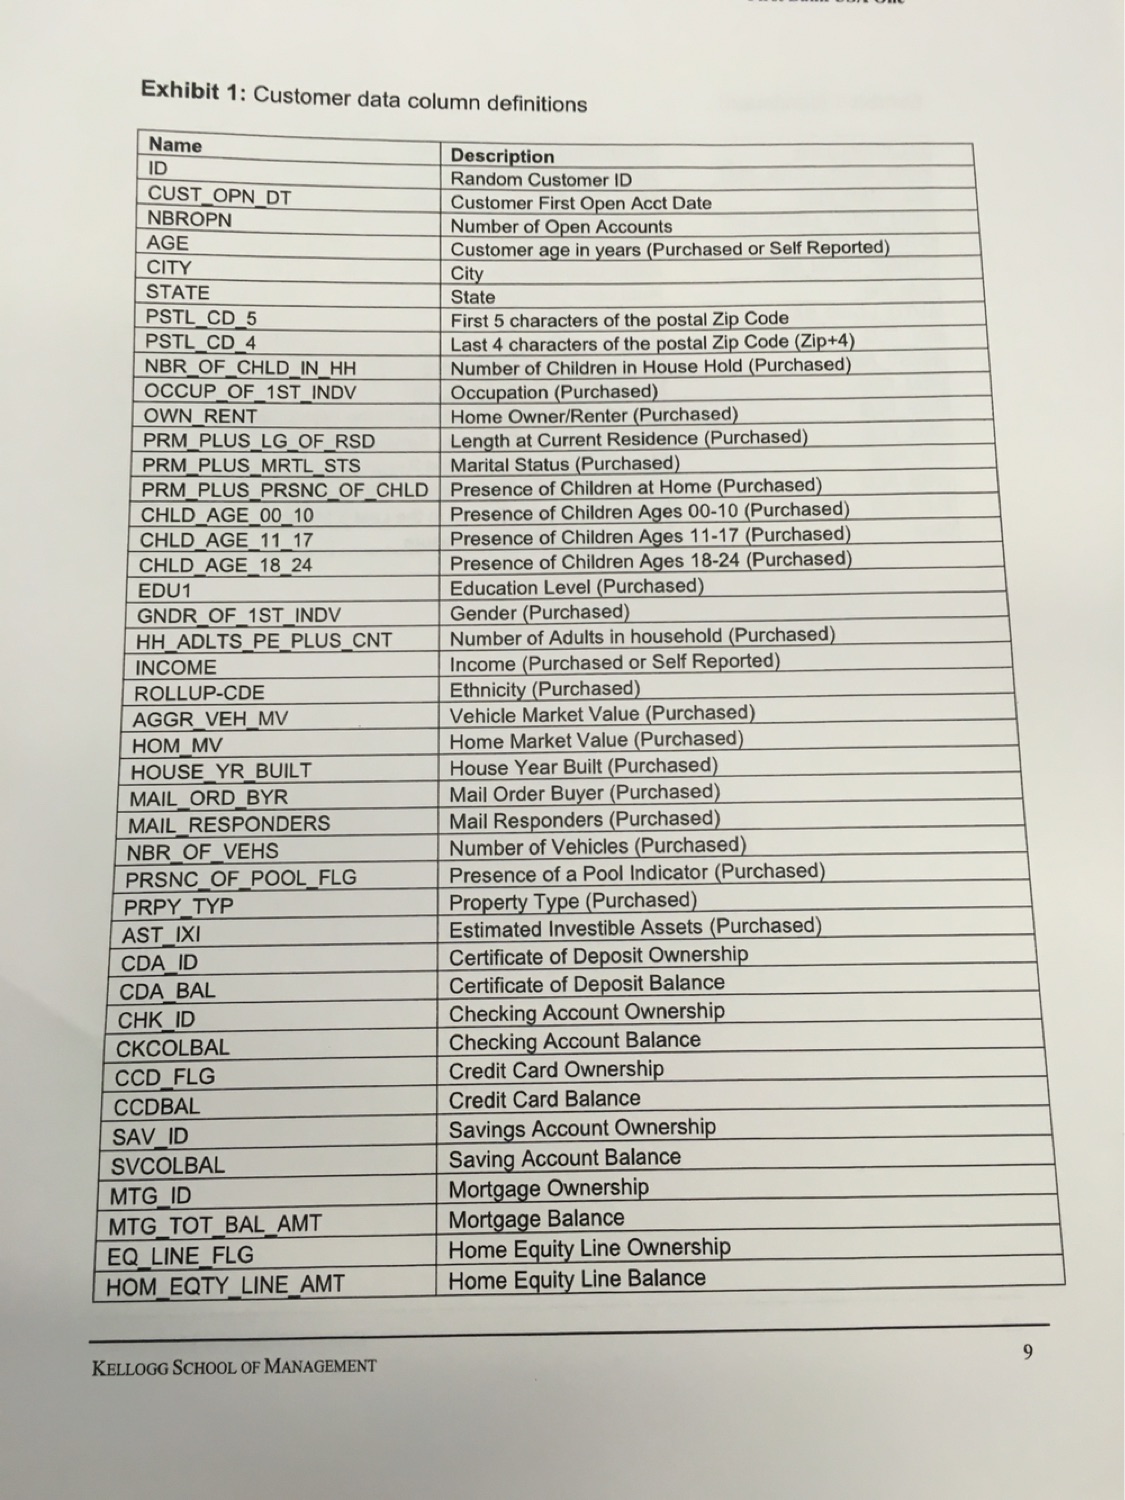 Exhibit 1: Customer data column definitions
Name Description
ID Random Customer ID
CUST_OPN_DT Customer First Open Acct Date
NBROPN Number of Open Accounts
AGE Customer age in years (Purchased or Self Reported)
CITY City
STATE State
PSTL_CD_5 First 5 characters of the postal Zip Code
PSTL_CD_4 Last 4 characters of the postal Zip Code (Zip+4)
NBR_OF_CHLD_IN_HH Number of Children in House Hold (Purchased)
OCCUP_OF_1ST_INDV Occupation (Purchased)
OWN_RENT Home Owner/Renter (Purchased)
PRM_PLUS_LG_OF_RSD Length at Current Residence (Purchased)
PRM_PLUS_MRTL_STS Marital Status (Purchased)
PRM_PLUS_PRSNC_OF_CHLD Presence of Children at Home (Purchased)
CHLD_AGE_00_10 Presence of Children Ages 00-10 (Purchased)
CHLD_AGE_11_17 Presence of Children Ages 11-17 (Purchased)
CHLD_AGE_18_24 Presence of Children Ages 18-24 (Purchased)
EDU1 Education Level (Purchased)
GNDR_OF_1ST_INDV Gender (Purchased)
HH_ADLTS_PE_PLUS_CNT Number of Adults in household (Purchased)
INCOME Income (Purchased or Self Reported)
ROLLUP-CDE Ethnicity (Purchased)
AGGR_VEH_MV Vehicle Market Value (Purchased)
HOM_MV Home Market Value (Purchased)
HOUSE_YR_BUILT House Year Built (Purchased)
MAIL_ORD_BYR Mail Order Buyer (Purchased)
MAIL_RESPONDERS Mail Responders (Purchased)
NBR_OF_VEHS Number of Vehicles (Purchased)
PRSNC_OF_POOL_FLG Presence of a Pool Indicator (Purchased)
PRPY_TYP Property Type (Purchased)
AST_IXI Estimated Investible Assets (Purchased)
CDA_ID Certificate of Deposit Ownership
CDA_BAL Certificate of Deposit Balance
CHK_ID Checking Account Ownership
CKCOLBAL Checking Account Balance
CCD_FLG Credit Card Ownership
CCDBAL Credit Card Balance
SAV_ID Savings Account Ownership
SVCOLBAL Saving Account Balance
MTG_ID Mortgage Ownership
MTG_TOT_BAL_AMT Mortgage Balance
EQ_LINE_FLG Home Equity Line Ownership
HOM_EQTY_LINE_AMT Home Equity Line Balance
KELLOGG SCHOOL OF MANAGEMENT 9